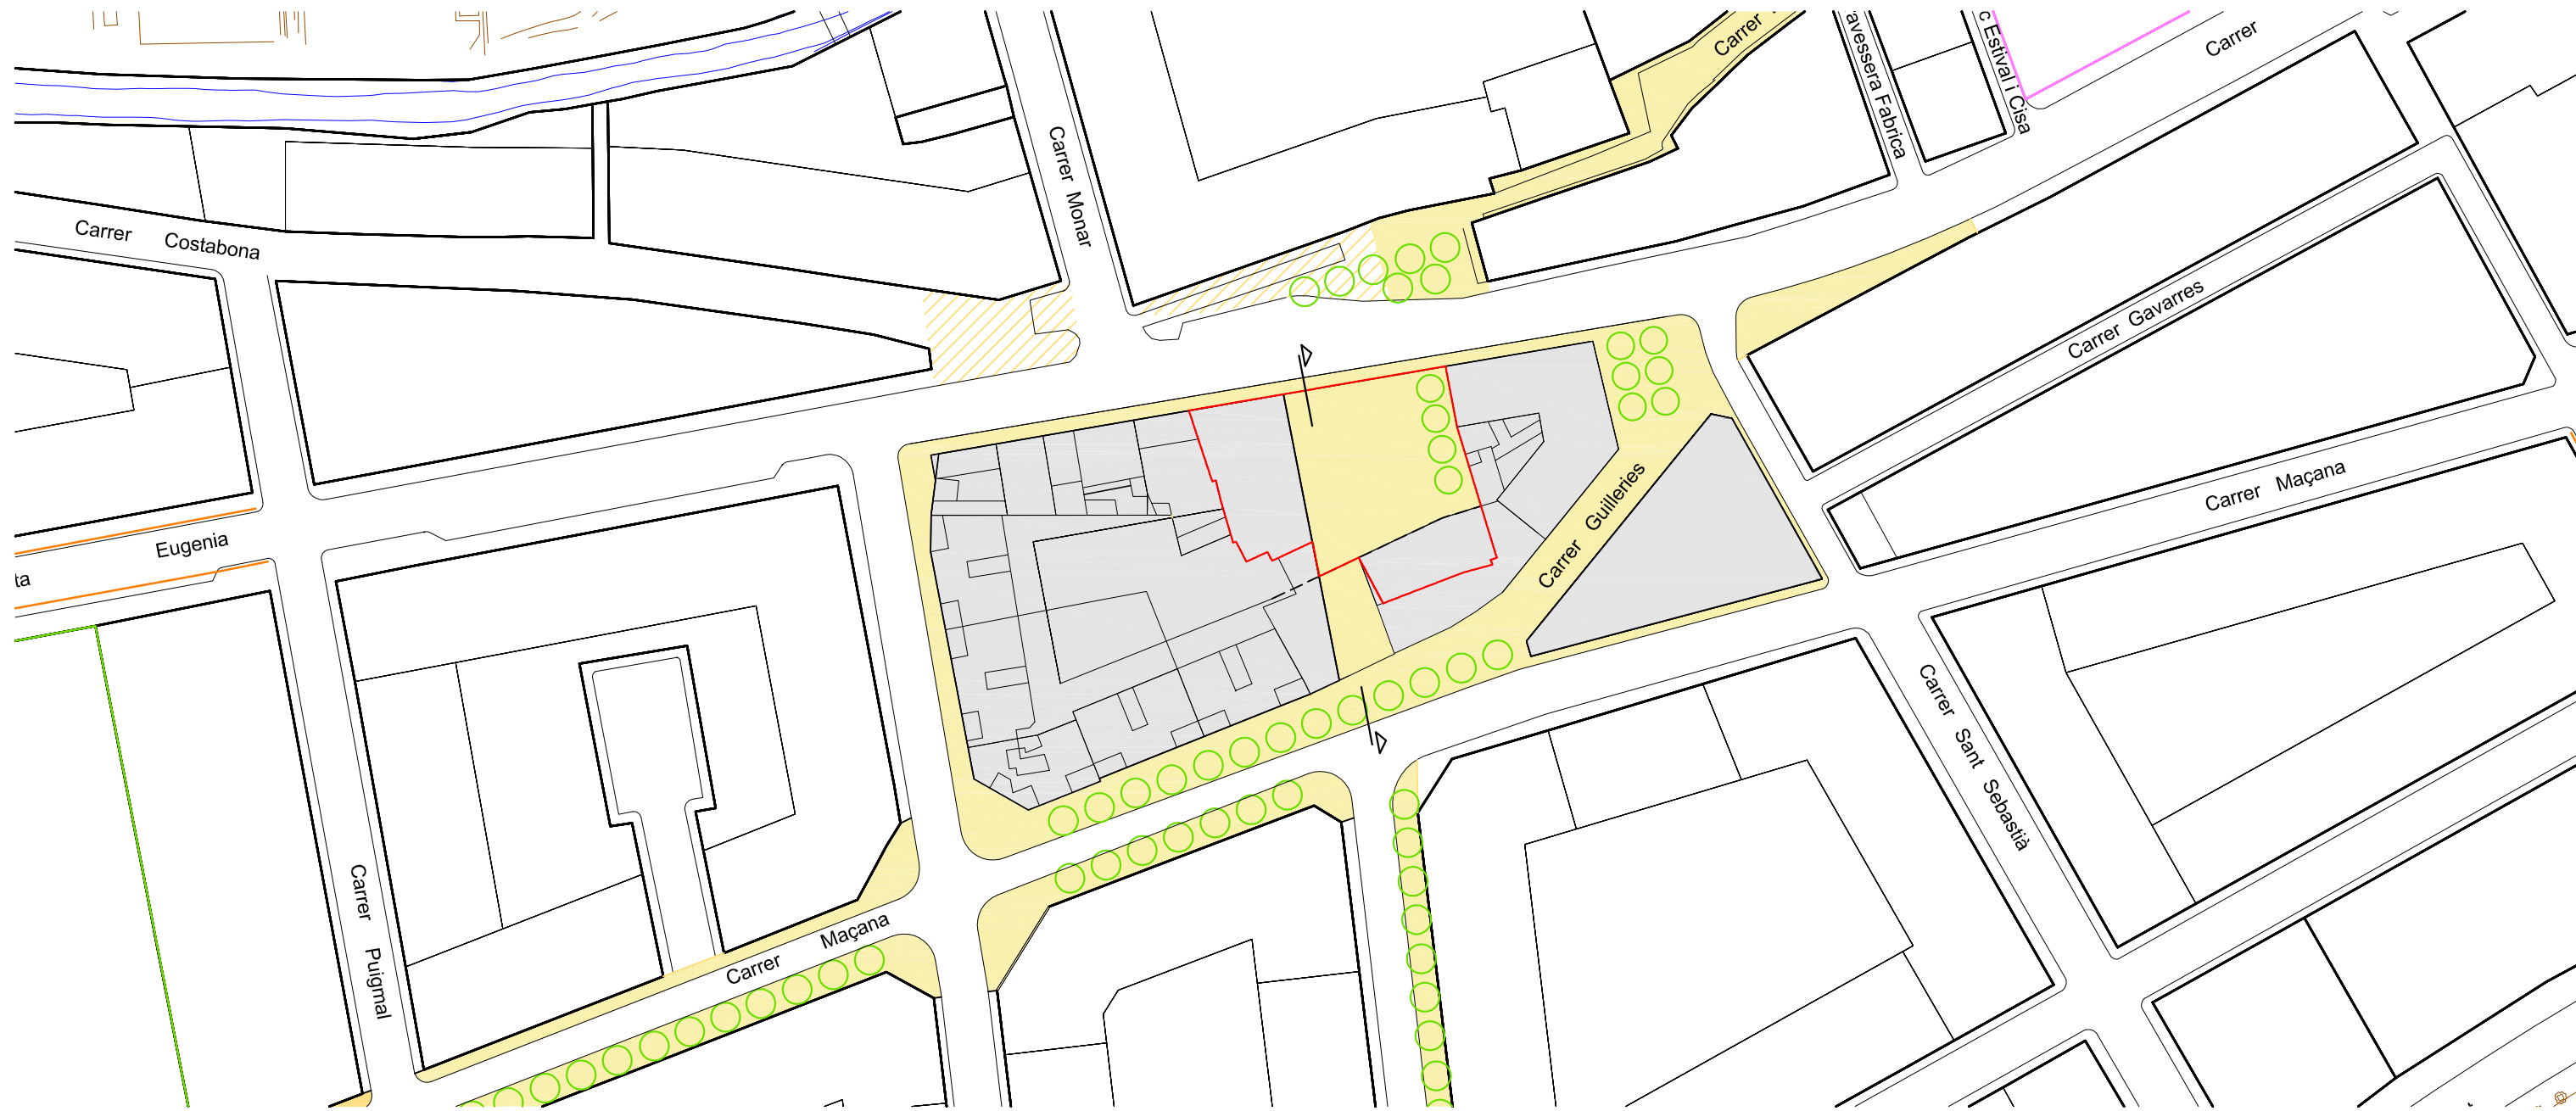 Carrer
avessera Fabrica
c Estival i Cisa
Carrer
Carrer Monar
Carrer Costabona
Carrer Gavarres
Carrer Maçana
Carrer Guilleries
Eugenia
ta
Carrer Sant Sebastià
Carrer Puigmal
Carrer Maçana